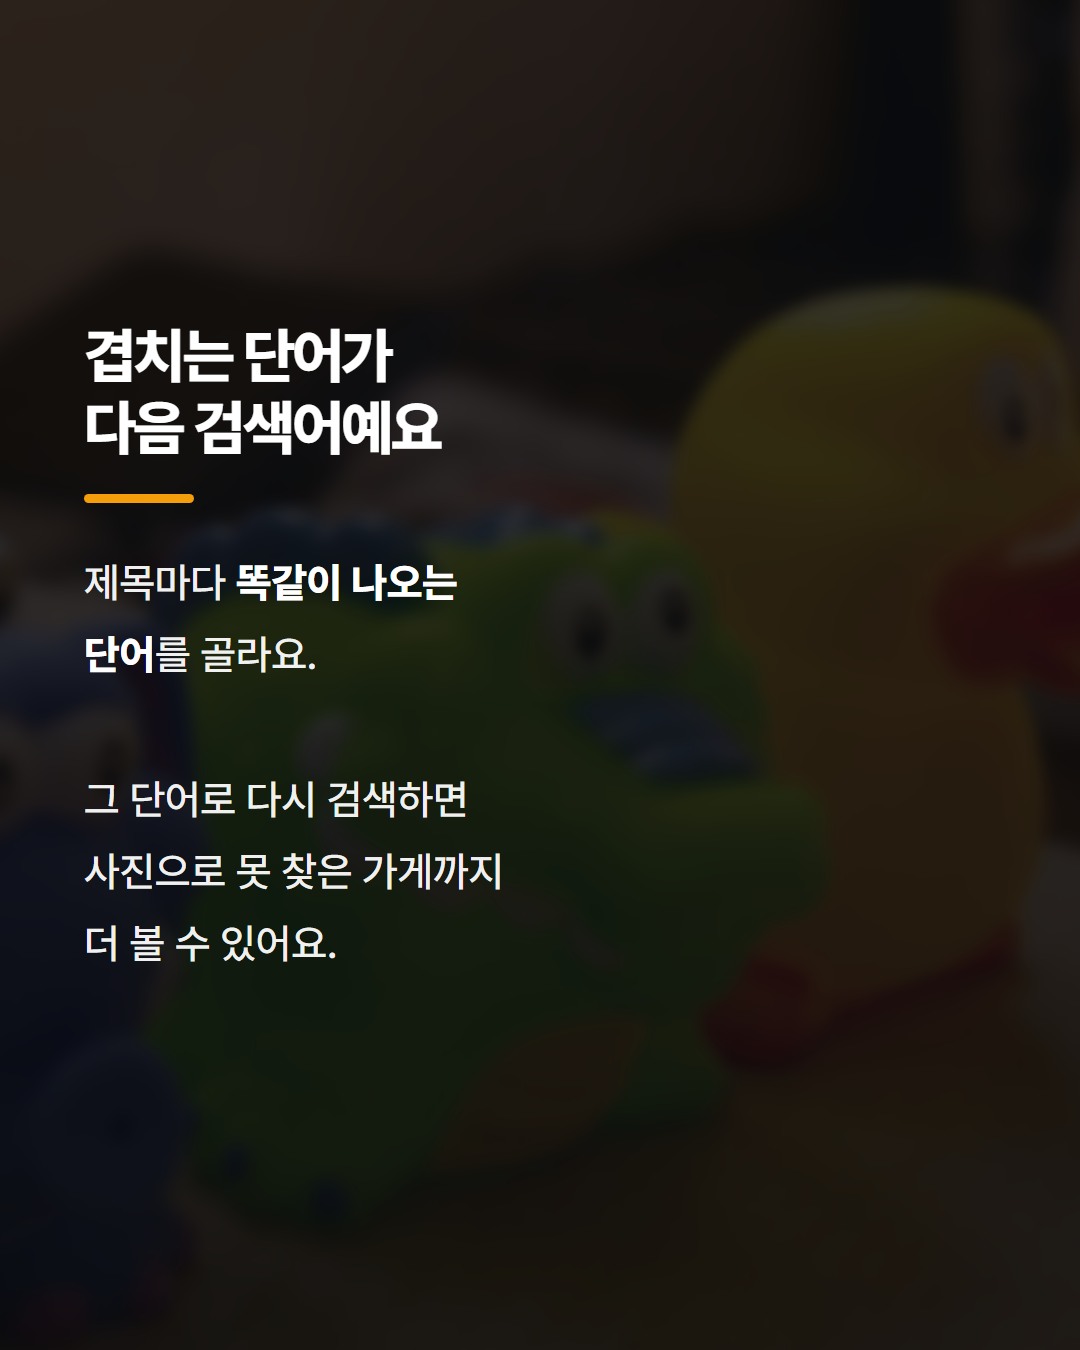 겹치는 단어가
다음 검색어예요
제목마다 똑같이 나오는
단어를 골라요.
그 단어로 다시 검색하면
사진으로 못 찾은 가게까지
더 볼 수 있어요.